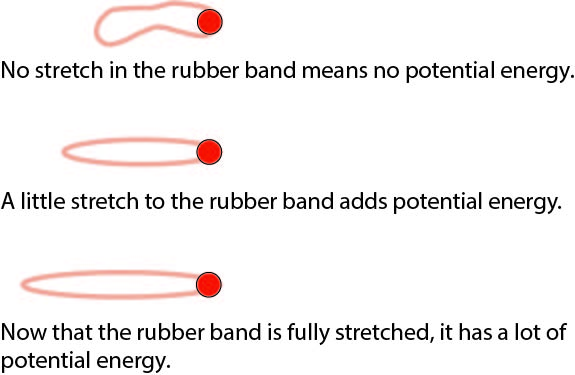 No stretch in the rubber band means no potential energy.
A little stretch to the rubber band adds potential energy.
Now that the rubber band is fully stretched, it has a lot of
potential energy.